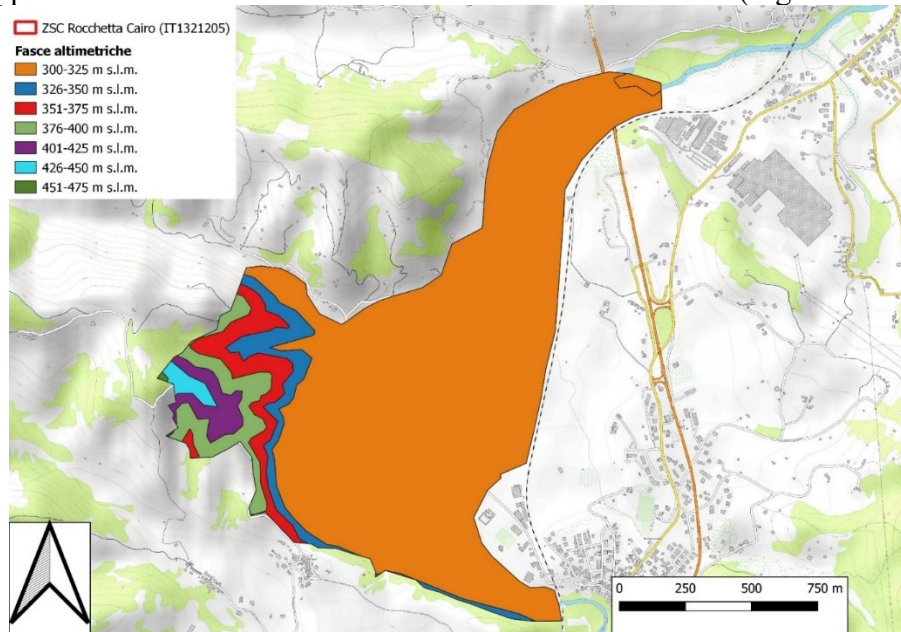 ZSC Rocchetta Cairo (IT1321205)
Fasce altimetriche
300-325 m s.l.m.
326-350 m s.l.m.
351-375 m s.l.m.
376-400 m s.l.m.
401-425 m s.l.m.
426-450 m s.l.m.
451-475 m s.l.m.
0 250 500 750 m